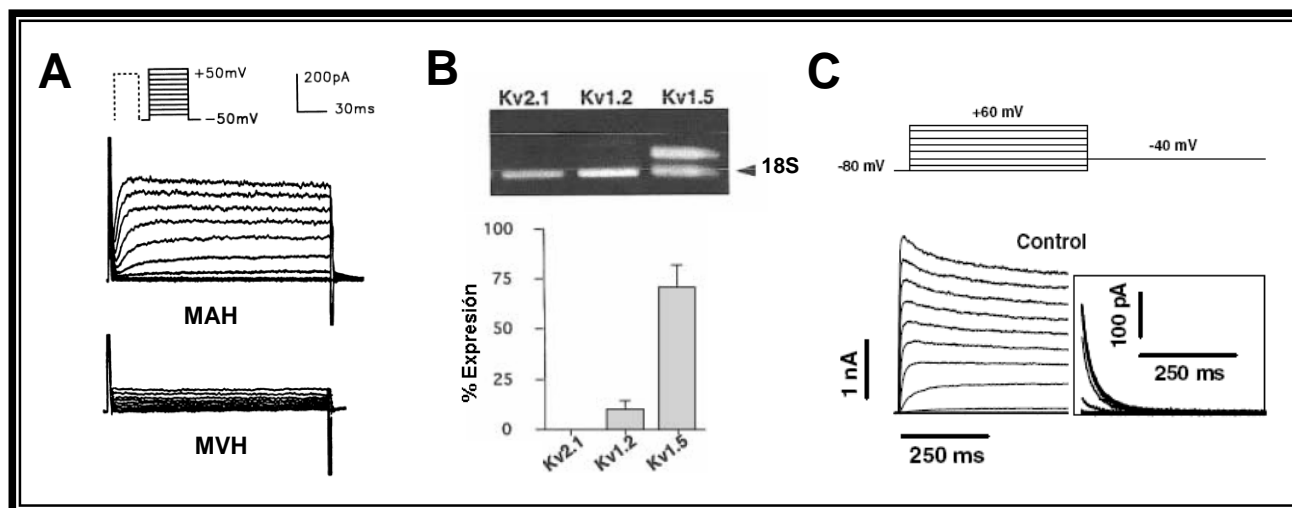 A
+50mV
-50mV
200pA
30ms
MAH
MVH
B
Kv2.1 Kv1.2 Kv1.5
18S
100
75
50
25
0
% Expresión
Kv2.1
Kv1.2
Kv1.5
C
+60 mV
-80 mV
-40 mV
Control
1 nA
250 ms
100 pA
250 ms